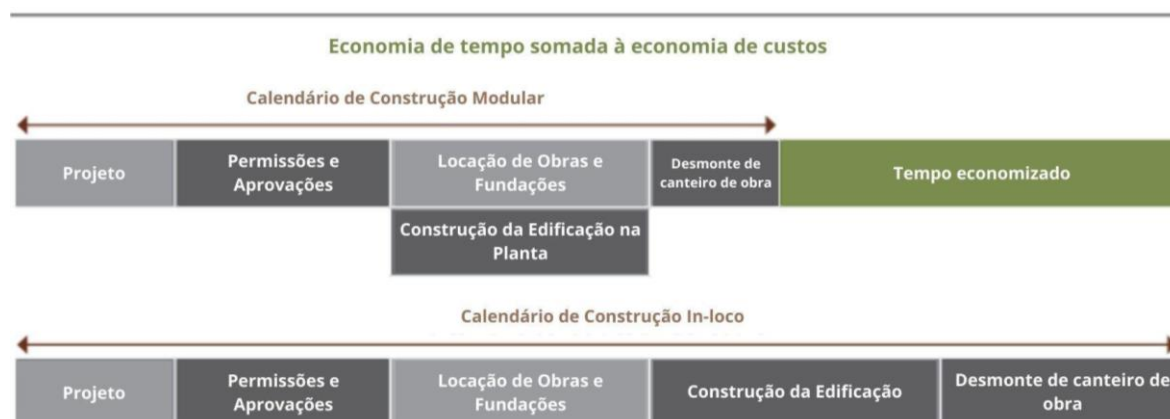 Economia de tempo somada à economia de custos
Calendário de Construção Modular
Projeto
Permissões e
Aprovações
Locação de Obras e
Fundações
Desmonte de
canteiro de obra
Tempo economizado
Construção da Edificação na
Planta
Calendário de Construção In-loco
Projeto
Permissões e
Aprovações
Locação de Obras e
Fundações
Construção da Edificação
Desmonte de canteiro de
obra